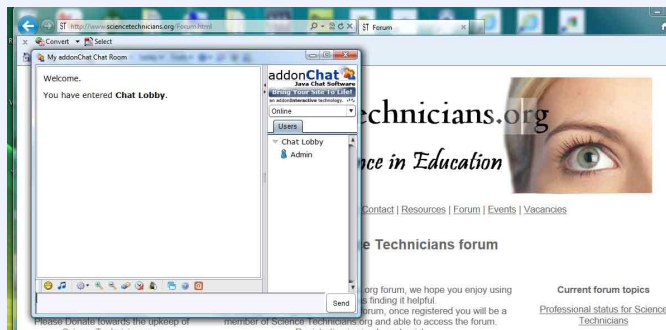 http://www.sciencetechnicians.org/Forum.html
ST Forum
x Convert Select
My addonChat Chat Room
Welcome.
You have entered Chat Lobby.
addonChat
Java Chat Software
Bring Your Site To Life!
an addonInteractive technology.
Online
Users
Chat Lobby
Admin
Send
echnicians.org
nce in Education
Contact | Resources | Forum | Events | Vacancies
e Technicians forum
.org forum, we hope you enjoy using
s finding it helpful.
orum, once registered you will be a
member of Science Technicians.org and able to access the forum.
Current forum topics
Professional status for Science
Technicians
Please Donate towards the upkeep of